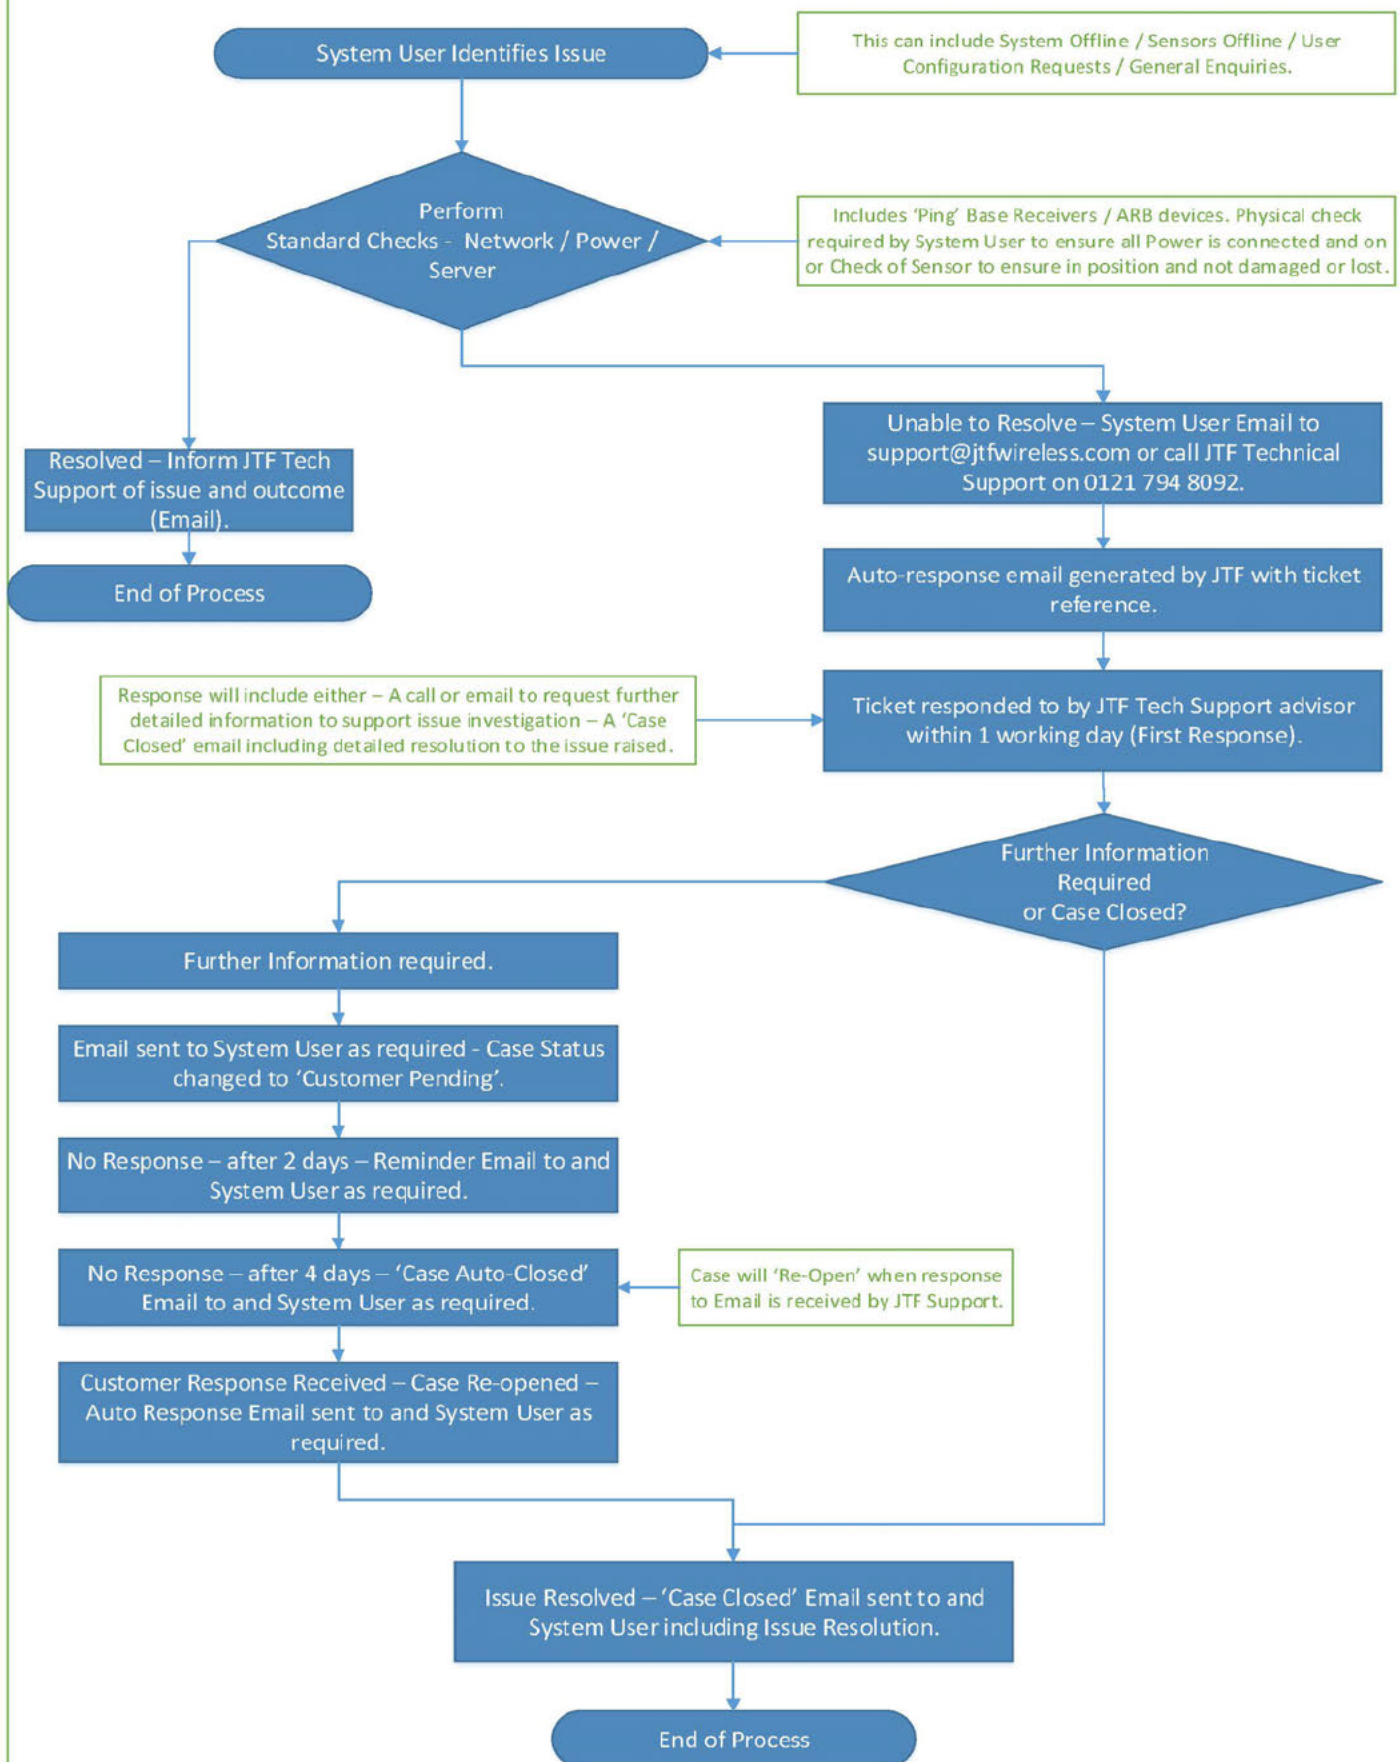 System User Identifies Issue
This can include System Offline / Sensors Offline / User
Configuration Requests / General Enquiries.
Perform
Standard Checks -  Network / Power /
Server
Includes ‘Ping’ Base Receivers / ARB devices. Physical check
required by System User to ensure all Power is connected and on
or Check of Sensor to ensure in position and not damaged or lost.
Resolved – Inform JTF Tech
Support of issue and outcome
(Email).
End of Process
Unable to Resolve – System User Email to
support@jtfwireless.com or call JTF Technical
Support on 0121 794 8092.
Auto-response email generated by JTF with ticket
reference.
Response will include either – A call or email to request further
detailed information to support issue investigation – A ‘Case
Closed’ email including detailed resolution to the issue raised.
Ticket responded to by JTF Tech Support advisor
within 1 working day (First Response).
Further Information
Required
or Case Closed?
Further Information required.
Email sent to System User as required - Case Status
changed to ‘Customer Pending’.
No Response – after 2 days – Reminder Email to and
System User as required.
No Response – after 4 days – ‘Case Auto-Closed’
Email to and System User as required.
Case will ‘Re-Open’ when response
to Email is received by JTF Support.
Customer Response Received – Case Re-opened –
Auto Response Email sent to and System User as
required.
Issue Resolved – ‘Case Closed’ Email sent to and
System User including Issue Resolution.
End of Process